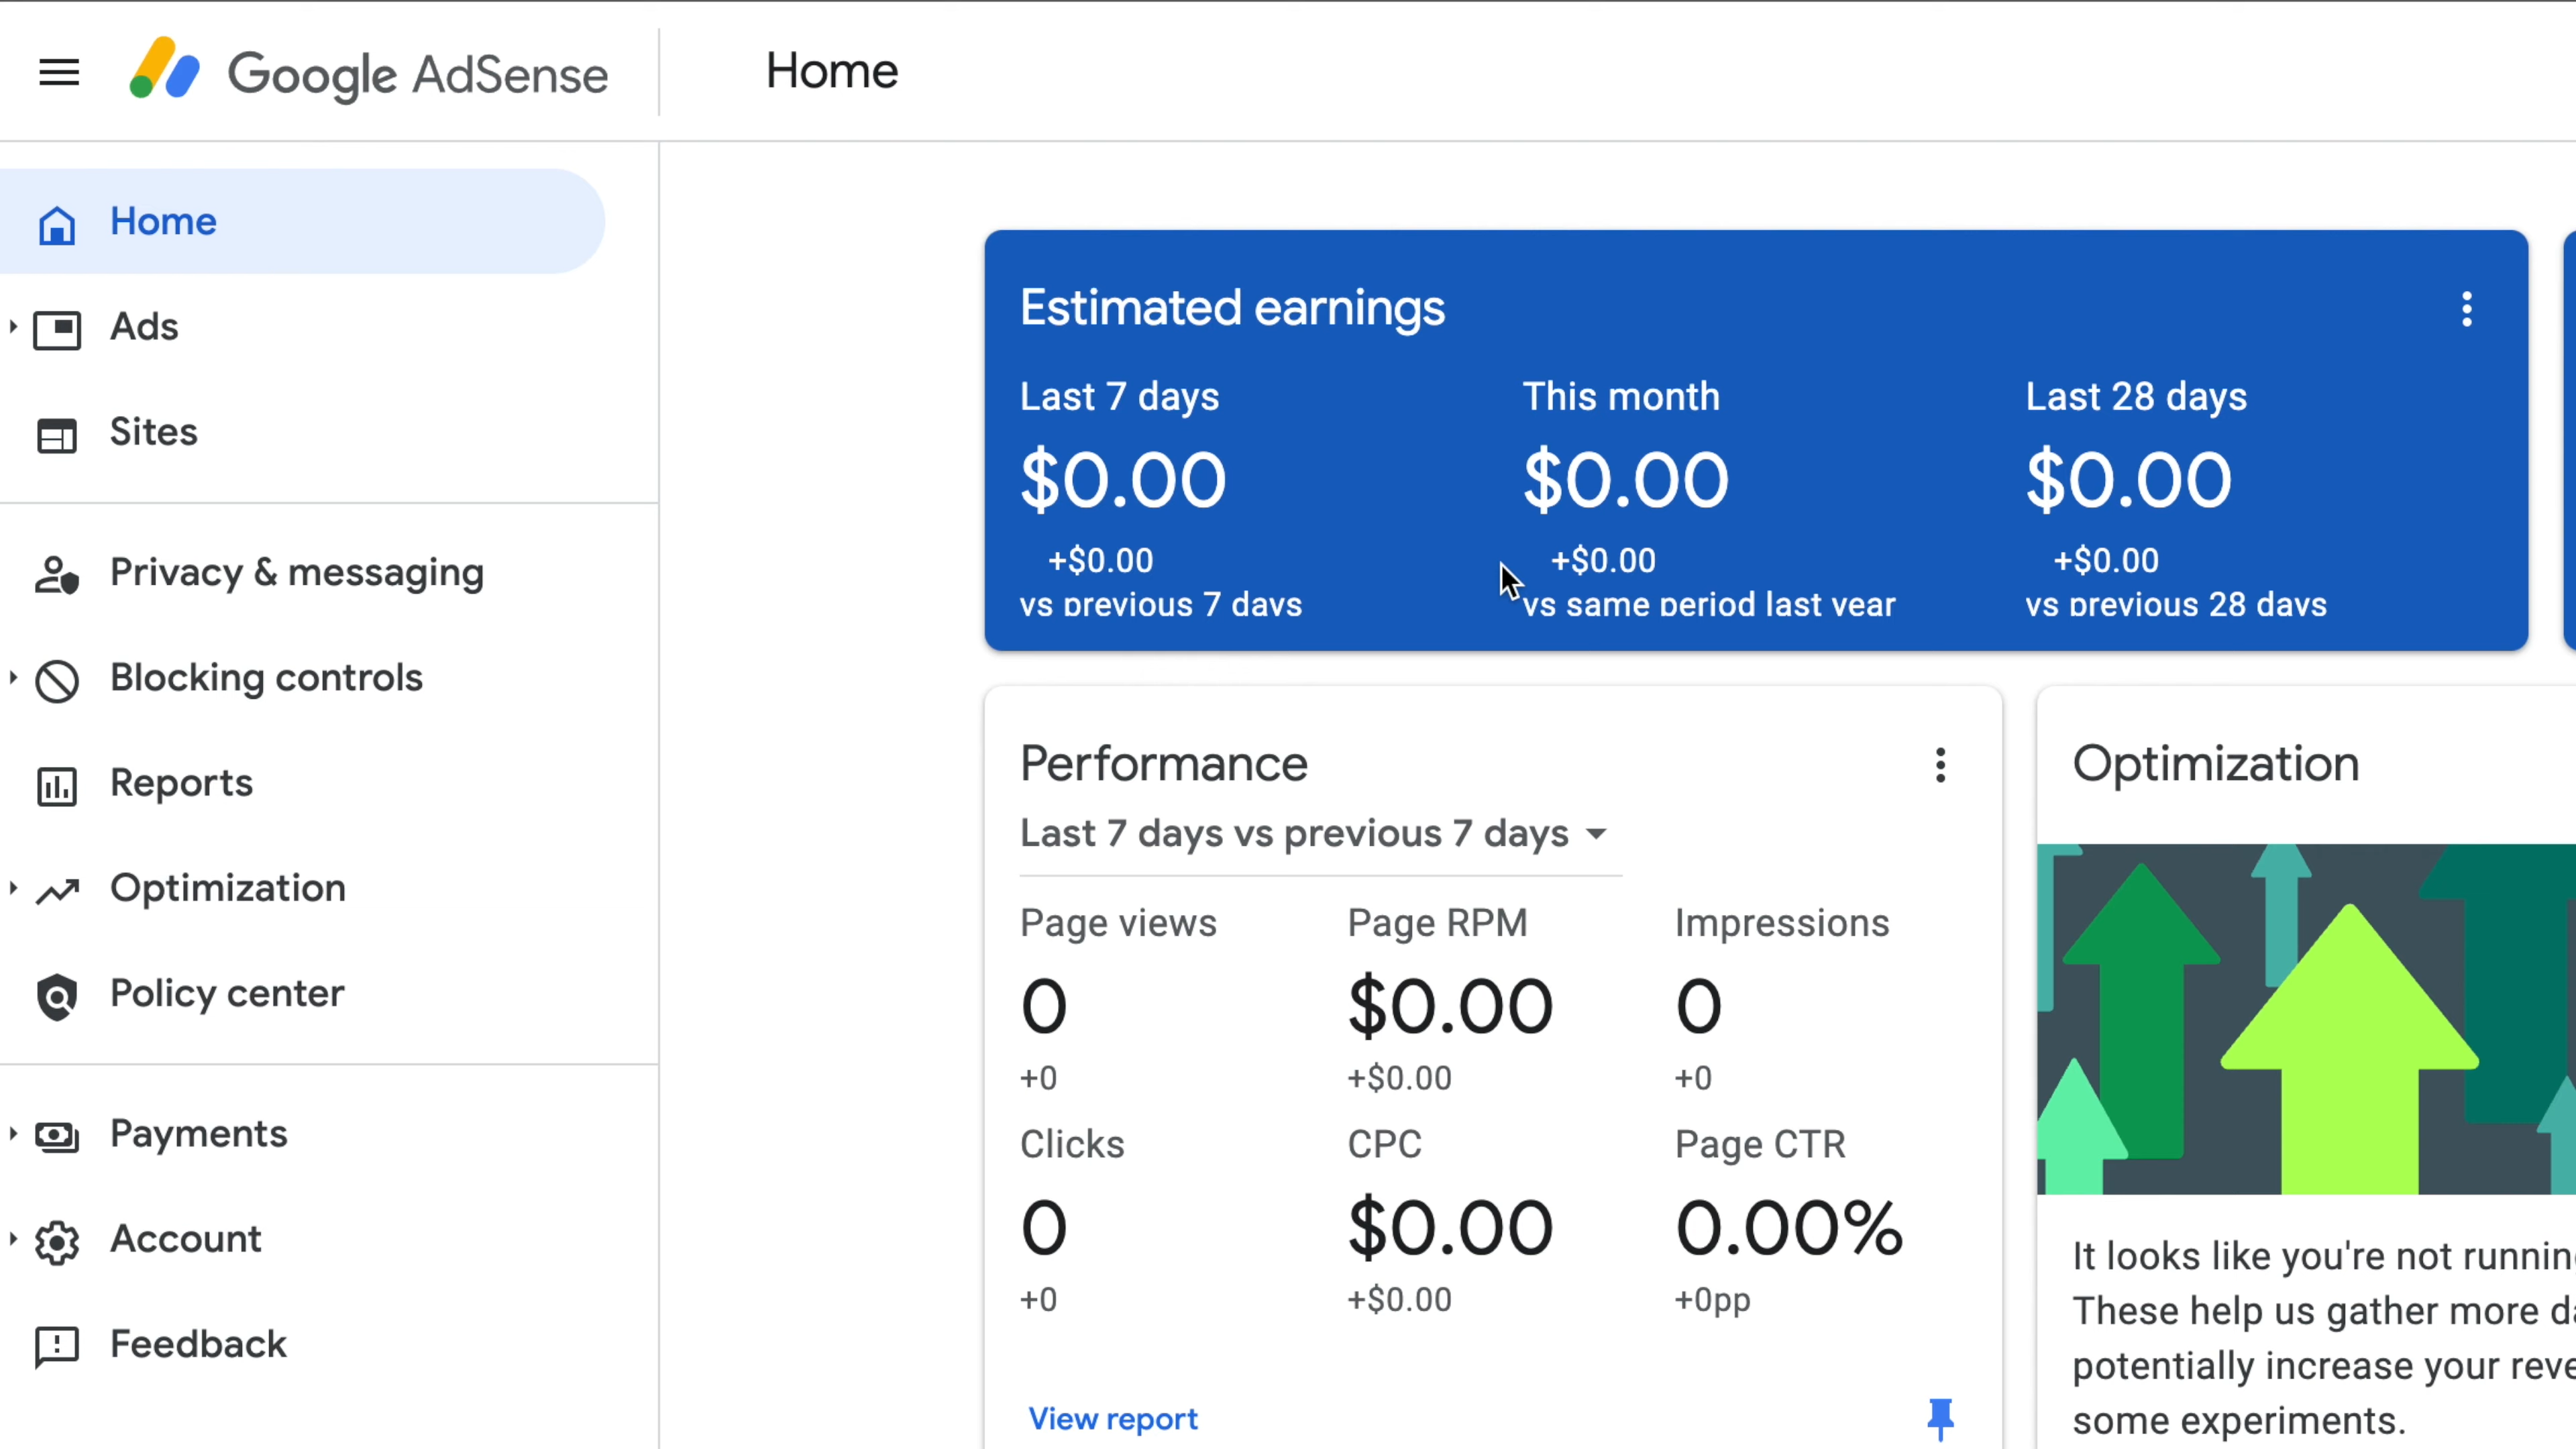 Google AdSense
Home
Home
Ads
Sites
Privacy & messaging
Blocking controls
Reports
Optimization
Policy center
Payments
Account
Feedback
Estimated earnings
Last 7 days
$0.00
+$0.00
vs previous 7 days
This month
$0.00
+$0.00
vs same period last year
Last 28 days
$0.00
+$0.00
vs previous 28 days
Performance
Last 7 days vs previous 7 days
Page views
0
+0
Page RPM
$0.00
+$0.00
Impressions
0
+0
Clicks
0
+0
CPC
$0.00
+$0.00
Page CTR
0.00%
+0pp
View report
Optimization
It looks like you're not
These help us gather more
potentially increase your
some experiments.